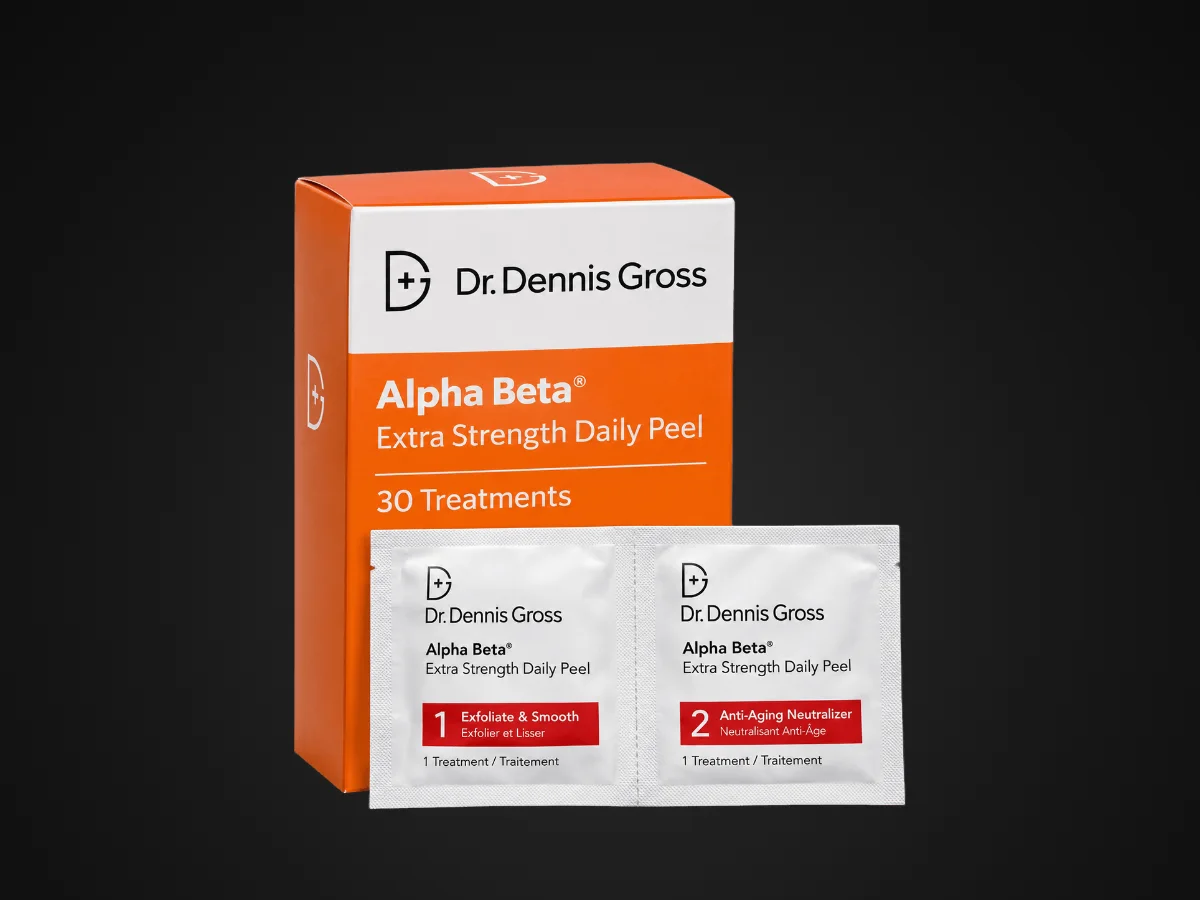 Dr. Dennis Gross
Alpha Beta®
Extra Strength Daily Peel
30 Treatments
Dr. Dennis Gross
Alpha Beta®
Extra Strength Daily Peel
1 Exfoliate & Smooth
Exfolier et Lisser
1 Treatment / Traitement
Dr. Dennis Gross
Alpha Beta®
Extra Strength Daily Peel
2 Anti-Aging Neutralizer
Neutralisant Anti-Âge
1 Treatment / Traitement